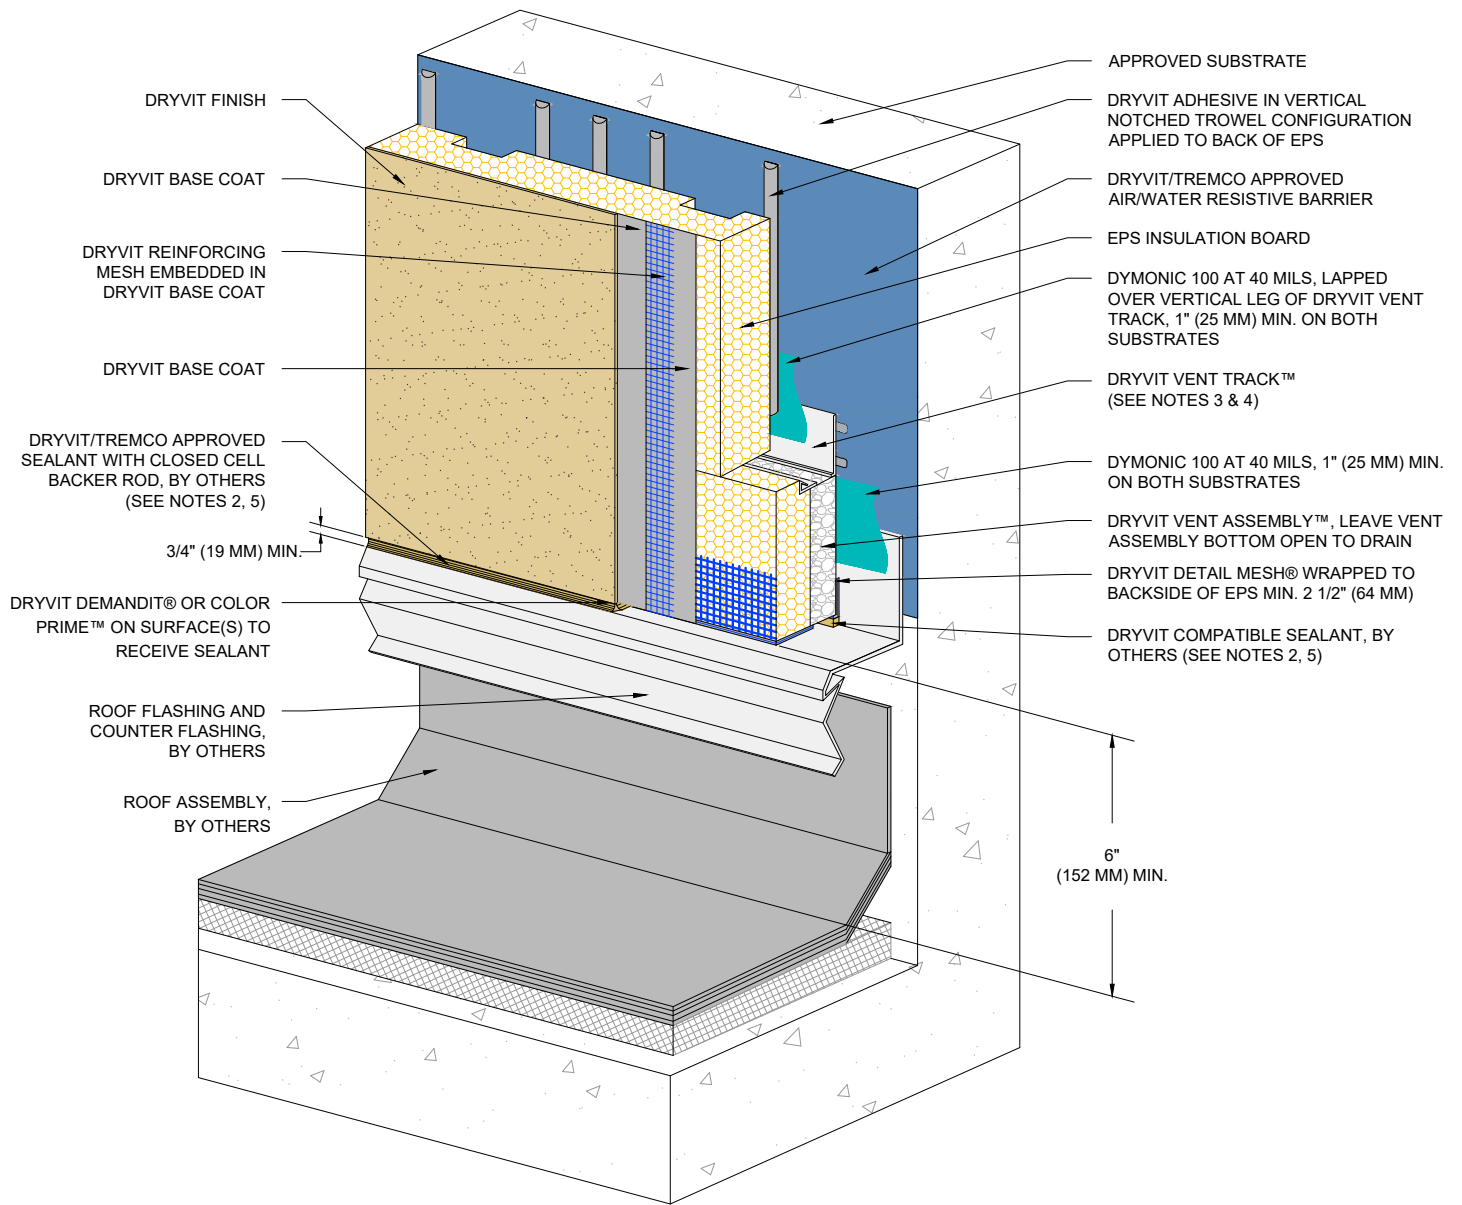 DRYVIT FINISH
DRYVIT BASE COAT
DRYVIT REINFORCING
MESH EMBEDDED IN
DRYVIT BASE COAT
DRYVIT BASE COAT
DRYVIT/TREMCO APPROVED
SEALANT WITH CLOSED CELL
BACKER ROD, BY OTHERS
(SEE NOTES 2, 5)
3/4" (19 MM) MIN.
DRYVIT DEMANDIT® OR COLOR
PRIME™ ON SURFACE(S) TO
RECEIVE SEALANT
ROOF FLASHING AND
COUNTER FLASHING,
BY OTHERS
ROOF ASSEMBLY,
BY OTHERS
APPROVED SUBSTRATE
DRYVIT ADHESIVE IN VERTICAL
NOTCHED TROWEL CONFIGURATION
APPLIED TO BACK OF EPS
DRYVIT/TREMCO APPROVED
AIR/WATER RESISTIVE BARRIER
EPS INSULATION BOARD
DYMONIC 100 AT 40 MILS, LAPPED
OVER VERTICAL LEG OF DRYVIT VENT
TRACK, 1" (25 MM) MIN. ON BOTH
SUBSTRATES
DRYVIT VENT TRACK™
(SEE NOTES 3 & 4)
DYMONIC 100 AT 40 MILS, 1" (25 MM) MIN.
ON BOTH SUBSTRATES
DRYVIT VENT ASSEMBLY™, LEAVE VENT
ASSEMBLY BOTTOM OPEN TO DRAIN
DRYVIT DETAIL MESH® WRAPPED TO
BACKSIDE OF EPS MIN. 2 1/2" (64 MM)
DRYVIT COMPATIBLE SEALANT, BY
OTHERS (SEE NOTES 2, 5)
6"
(152 MM) MIN.